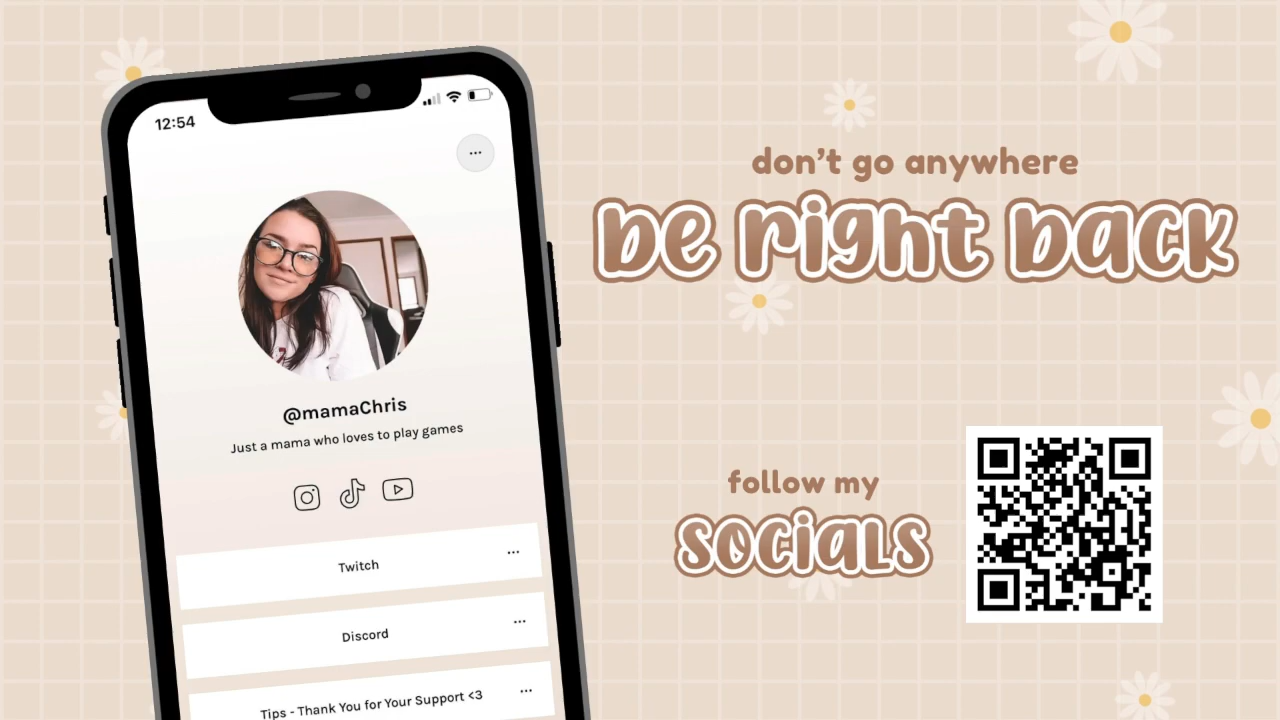 12:54
@mamaChris
Just a mama who loves to play games
Twitch
Discord
Tips - Thank You for Your Support <3
don't go anywhere
be right back
follow my
socials